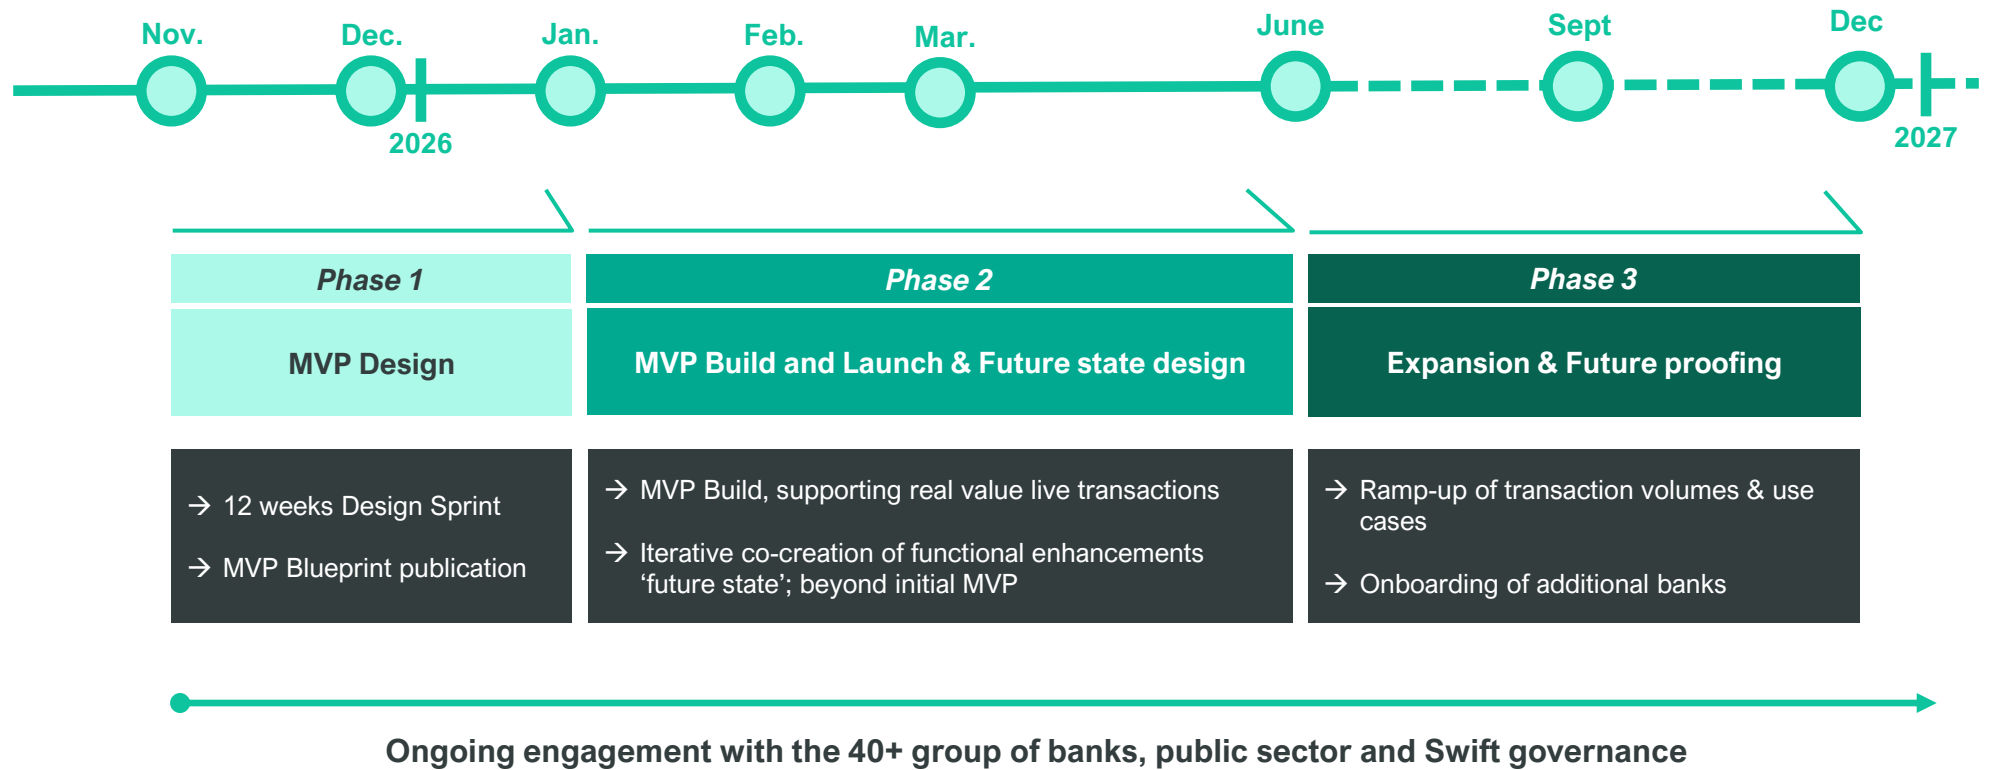 Nov.
Dec.
Jan.
Feb.
Mar.
June
Sept
Dec
2026
2027
Phase 1
MVP Design
→ 12 weeks Design Sprint
→ MVP Blueprint publication
Phase 2
MVP Build and Launch & Future state design
→ MVP Build, supporting real value live transactions
→ Iterative co-creation of functional enhancements
‘future state’; beyond initial MVP
Phase 3
Expansion & Future proofing
→ Ramp-up of transaction volumes & use
cases
→ Onboarding of additional banks
Ongoing engagement with the 40+ group of banks, public sector and Swift governance